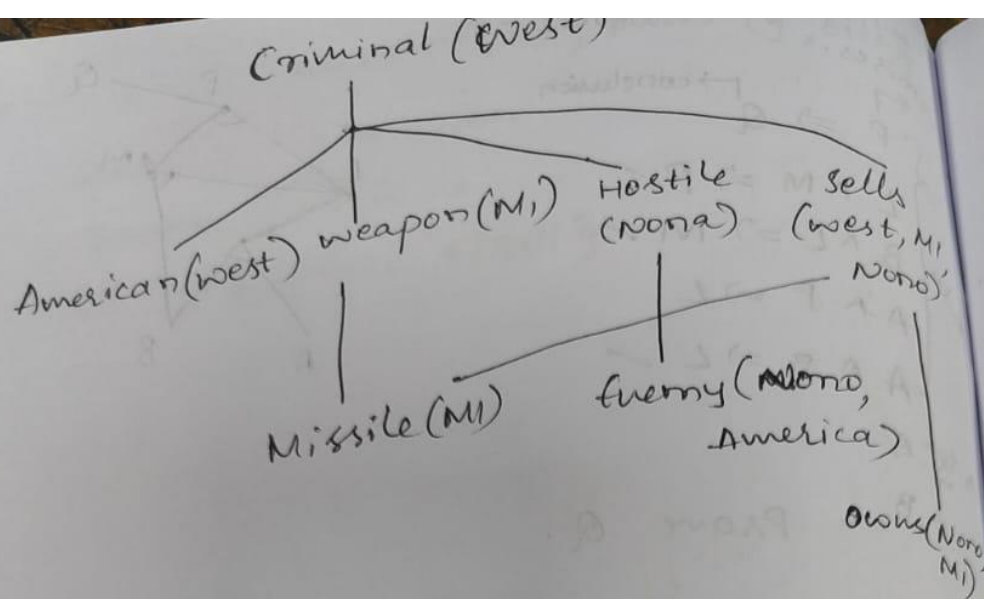 Criminal (West)
American (West)
Weapon (M1)
Hostile
(Nona)
Sells
(West, M1,
Nono)
Missile (M1)
Enemy (Nono,
America)
Owns (Nono,
M1)